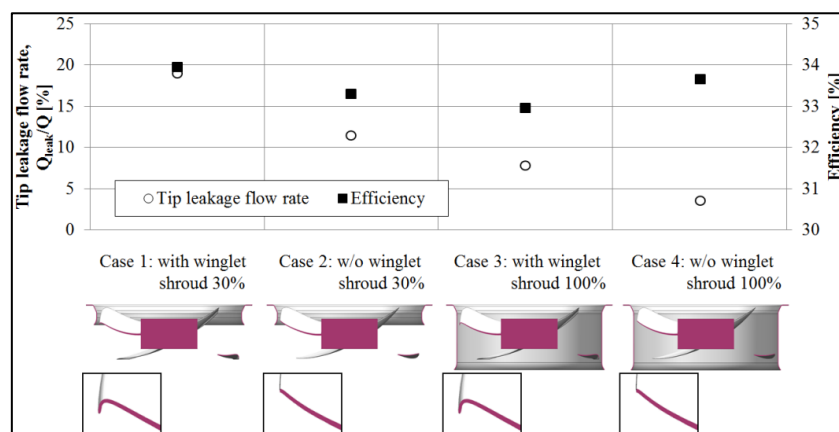 Tip leakage flow rate,
Q_leak/Q [%]
25
20
15
10
5
0
35
34
33
32
31
30
Efficiency
[%]
Tip leakage flow rate
Efficiency
Case 1: with winglet
shroud 30%
Case 2: w/o winglet
shroud 30%
Case 3: with winglet
shroud 100%
Case 4: w/o winglet
shroud 100%